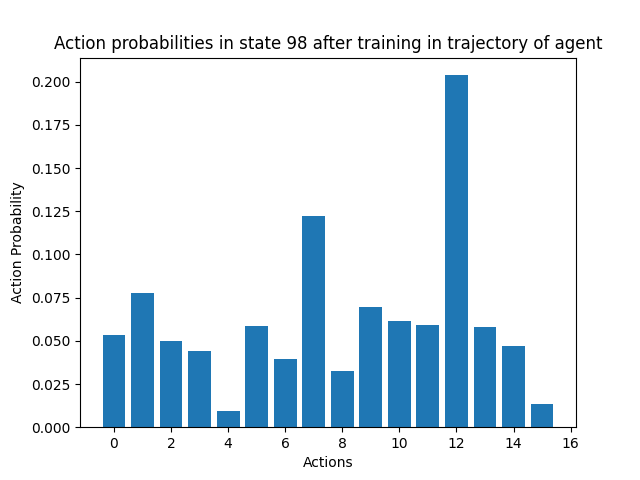 Action probabilities in state 98 after training in trajectory of agent
0.200
0.175
0.150
0.125
0.100
0.075
0.050
0.025
0.000
Action Probability
0 2 4 6 8 10 12 14 16
Actions